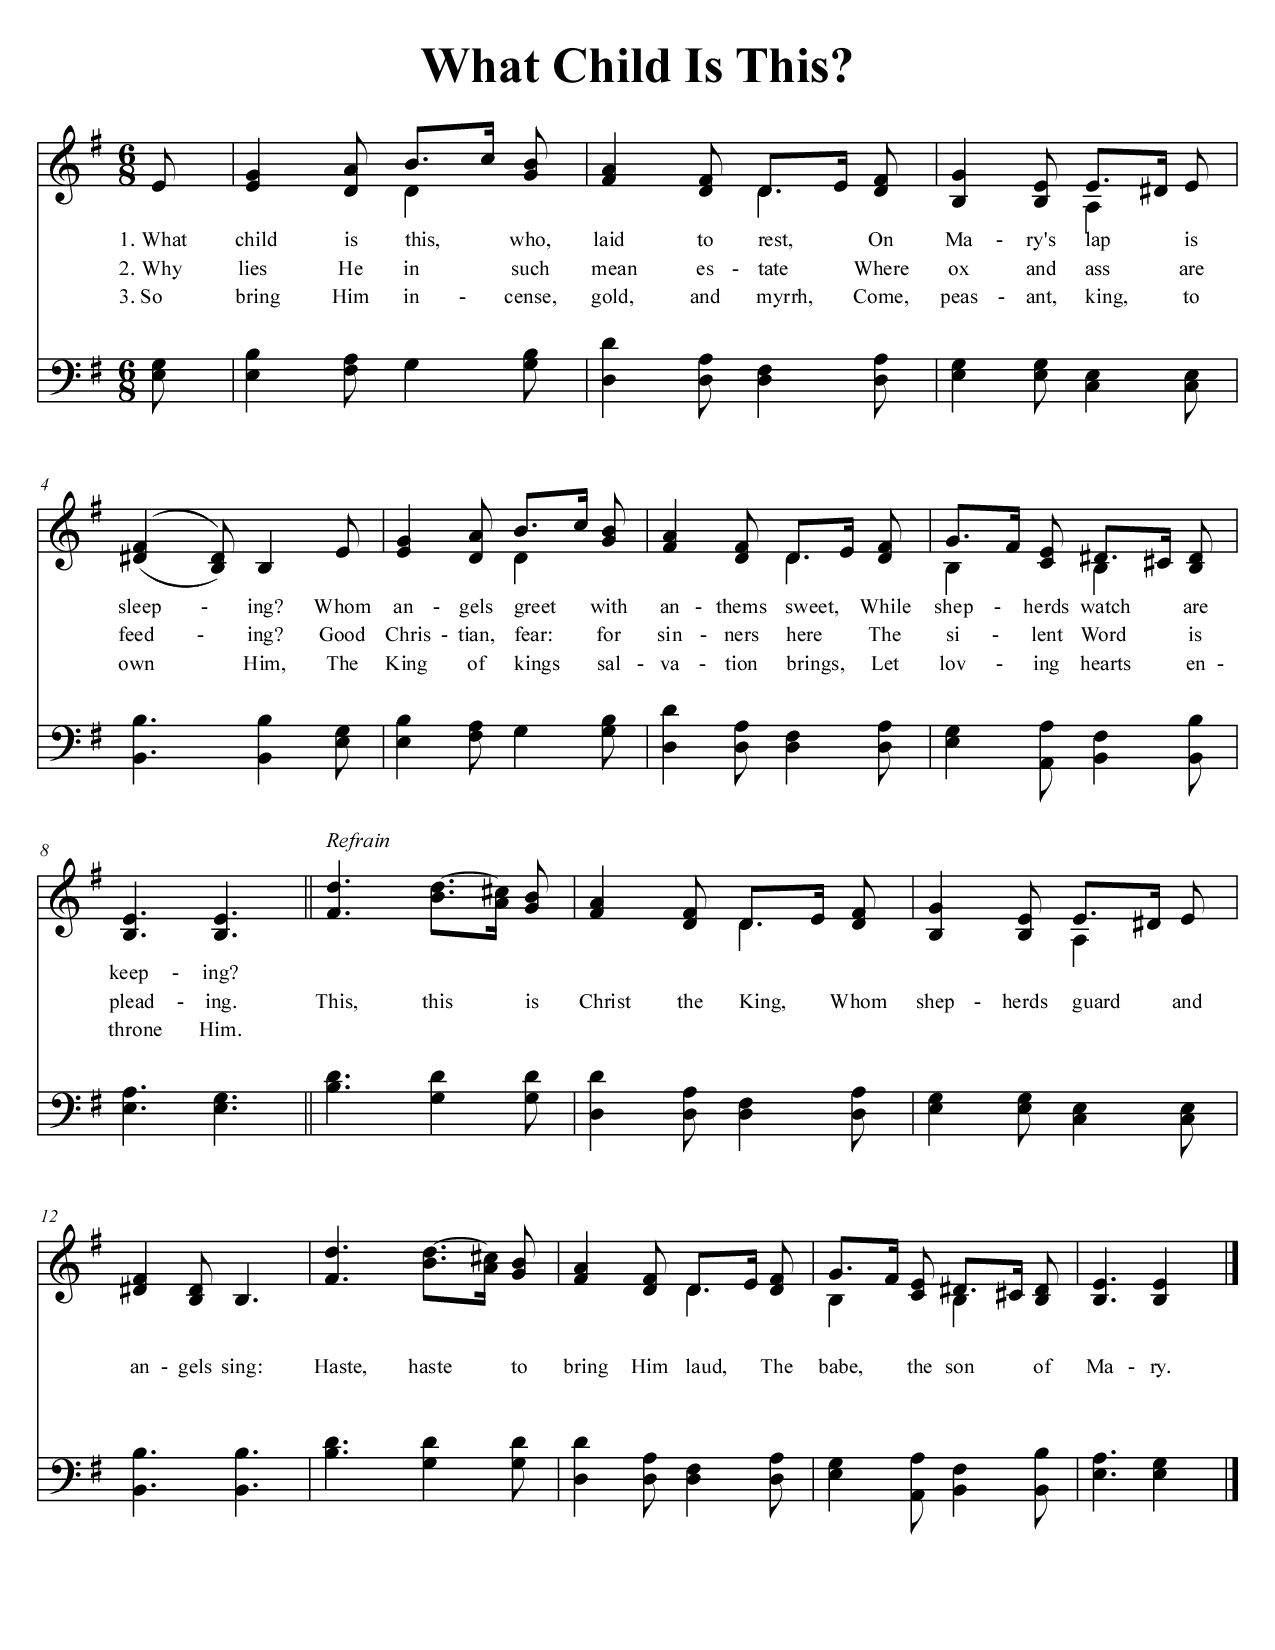 What Child Is This?
6 8
1. What child is this, who, laid to rest, On Ma - ry's lap is
2. Why lies He in such mean es - tate Where ox and ass are
3. So bring Him in - cense, gold, and myrrh, Come, peas - ant, king, to
6 8
4
sleep - ing? Whom an - gels greet with an - thems sweet, While shep - herds watch are
feed - ing? Good Chris - tian, fear: for sin - ners here The si - lent Word is
own Him, The King of kings sal - va - tion brings, Let lov - ing hearts en -
8
Refrain
keep - ing?
plead - ing. This, this is Christ the King, Whom shep - herds guard and
throne Him.
12
an - gels sing: Haste, haste to bring Him laud, The babe, the son of Ma - ry.